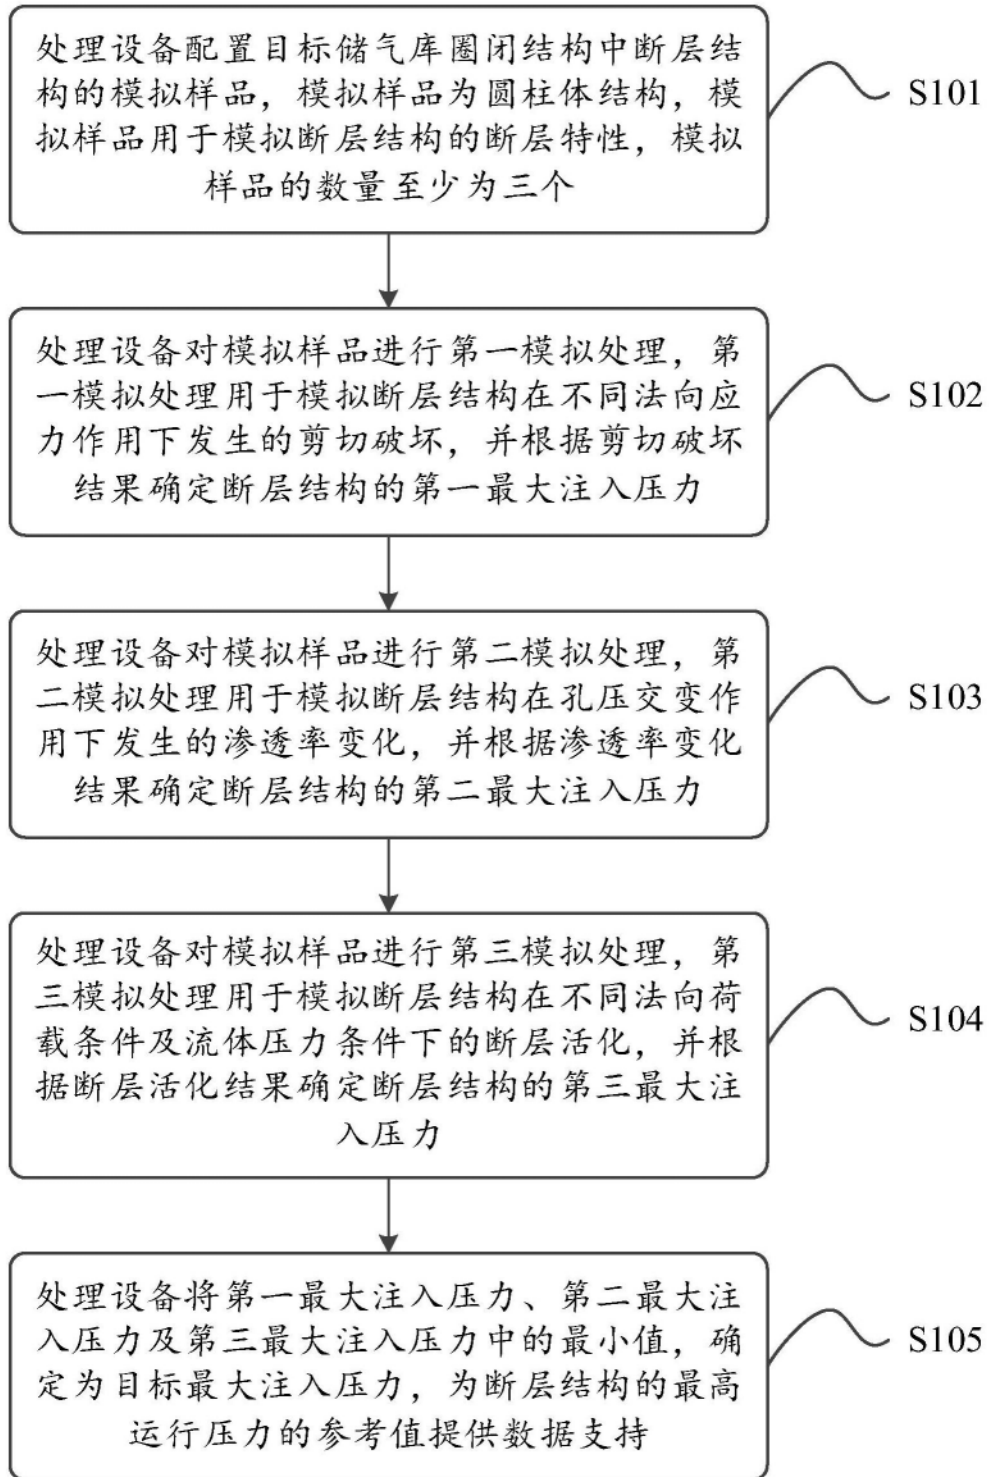 处理设备配置目标储气库圈闭结构中断层结
构的模拟样品，模拟样品为圆柱体结构，模
拟样品用于模拟断层结构的断层特性，模拟
样品的数量至少为三个
S101
处理设备对模拟样品进行第一模拟处理，第
一模拟处理用于模拟断层结构在不同法向应
力作用下发生的剪切破坏，并根据剪切破坏
结果确定断层结构的第一最大注入压力
S102
处理设备对模拟样品进行第二模拟处理，第
二模拟处理用于模拟断层结构在孔压交变作
用下发生的渗透率变化，并根据渗透率变化
结果确定断层结构的第二最大注入压力
S103
处理设备对模拟样品进行第三模拟处理，第
三模拟处理用于模拟断层结构在不同法向荷
载条件及流体压力条件下的断层活化，并根
据断层活化结果确定断层结构的第三最大注
入压力
S104
处理设备将第一最大注入压力、第二最大注
入压力及第三最大注入压力中的最小值，确
定为目标最大注入压力，为断层结构的最高
运行压力的参考值提供数据支持
S105